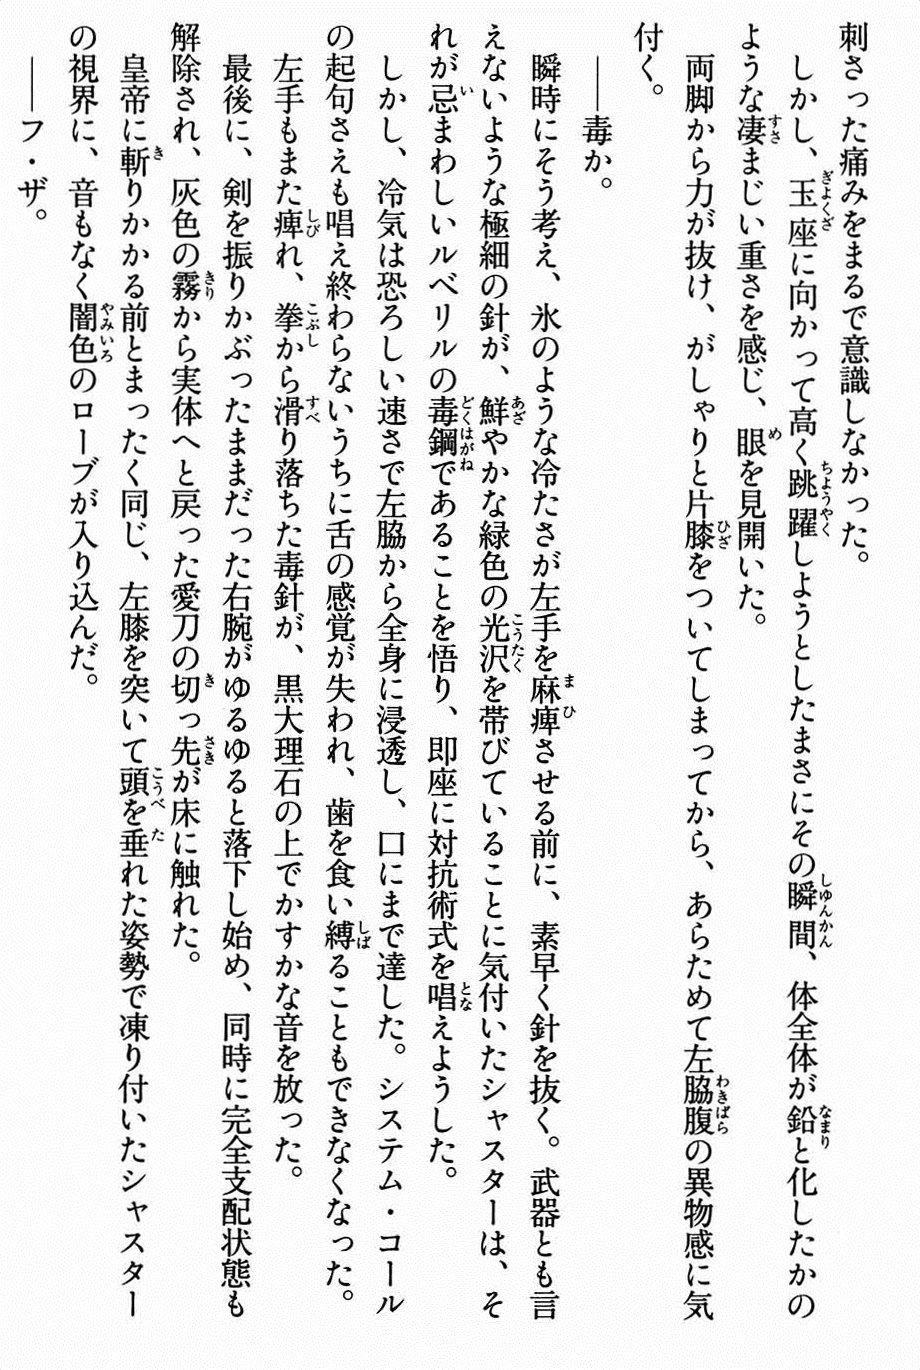 刺さった痛みをまるで意識しなかった。
しかし、玉座に向かって高く跳躍しようとしたまさにその瞬間、体全体が鉛と化したかの
ような凄まじい重さを感じ、眼を見開いた。
両脚から力が抜け、がしゃりと片膝をついてしまってから、あらためて左脇腹の異物感に気
付く。
――毒か。
瞬時にそう考え、氷のような冷たさが左手を麻痺させる前に、素早く針を抜く。武器とも言
えないような極細の針が、鮮やかな緑色の光沢を帯びていることに気付いたシャスターは、そ
れが忌まわしいルベリルの毒鋼であることを悟り、即座に対抗術式を唱えようした。
しかし、冷気は恐ろしい速さで左脇から全身に浸透し、口にまで達した。システム・コール
の起句さえも唱え終わらないうちに舌の感覚が失われ、歯を食い縛ることもできなくなった。
左手もまた痺れ、拳から滑り落ちた毒針が、黒大理石の上でかすかな音を放った。
最後に、剣を振りかぶったままだった右腕がゆるゆると落下し始め、同時に完全支配状態も
解除され、灰色の霧から実体へと戻った愛刀の切っ先が床に触れた。
皇帝に斬りかかる前とまったく同じ、左膝を突いて頭を垂れた姿勢で凍り付いたシャスター
の視界に、音もなく闇色のローブが入り込んだ。
――フ・ザ。